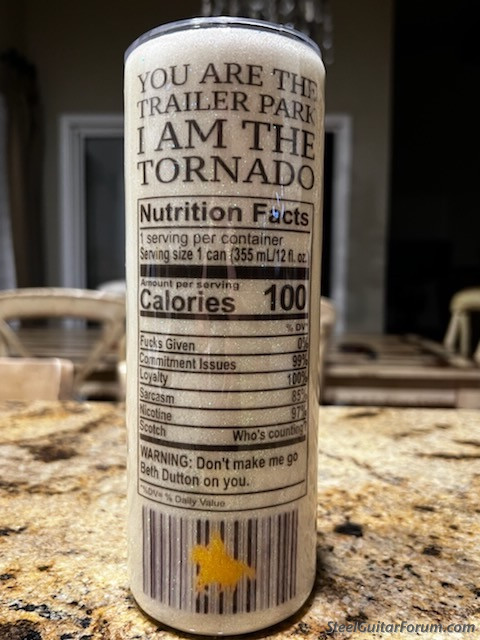 YOU ARE THE
TRAILER PARK
I AM THE
TORNADO
Nutrition Facts
1 serving per container
Serving size 1 can (355 mL/12 fl. oz.
Amount per serving
Calories 100
% DV*
Fucks Given 0%
Commitment Issues 99%
Loyalty 100%
Sarcasm 85%
Nicotine 97%
Scotch Who's counting?
WARNING: Don't make me go
Beth Dutton on you.
*%DV= % Daily Value
SteelGuitarForum.com